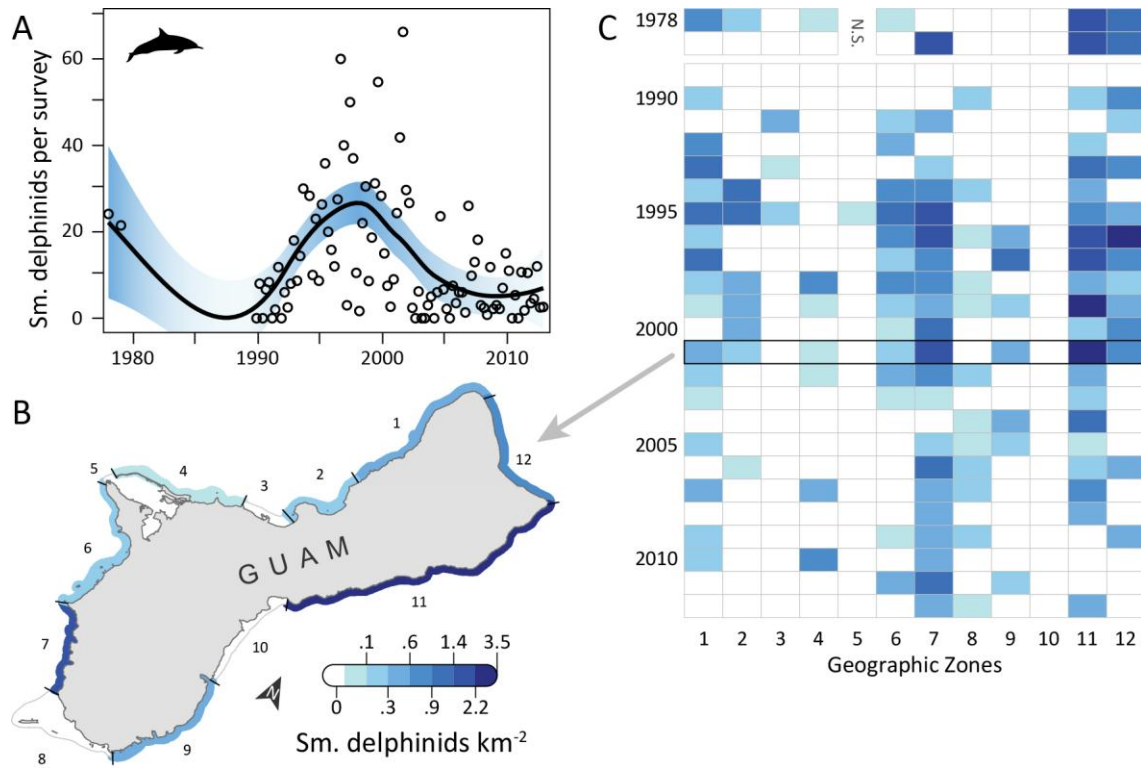 A
Sm. delphinids per survey
60
40
20
0
1980
1990
2000
2010
B
1
2
3
4
5
6
7
8
9
10
11
12
GUAM
N
.1 .6 1.4 3.5
0 .3 .9 2.2
Sm. delphinids km-2
C
1978
N.S.
1990
1995
2000
2005
2010
1 2 3 4 5 6 7 8 9 10 11 12
Geographic Zones